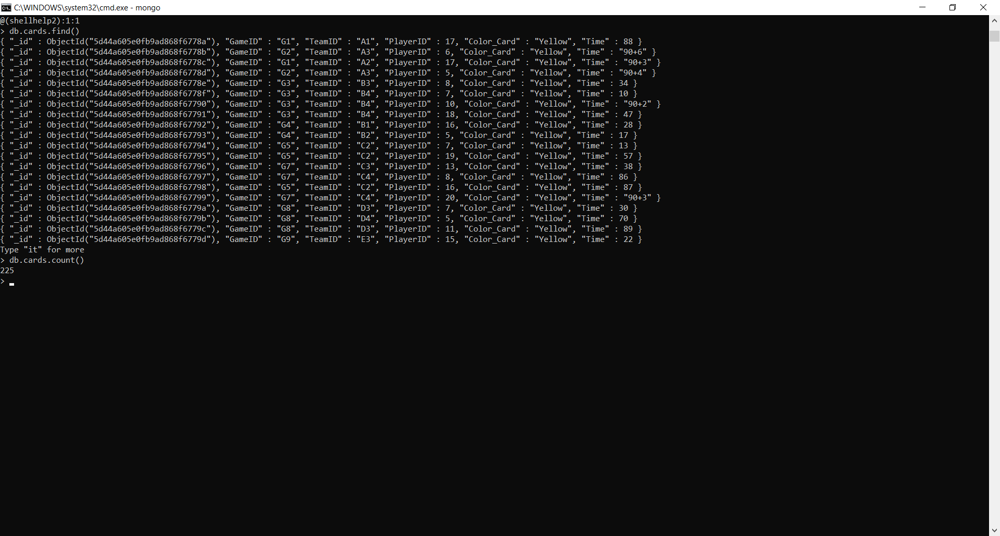 C:\WINDOWS\system32\cmd.exe - mongo
@(shellhelp2):1:1
> db.cards.find()
{ "_id" : ObjectId("5d44a605e0fb9ad868f6778a"), "GameID" : "G1", "TeamID" : "A1", "PlayerID" : 17, "Color_Card" : "Yellow", "Time" : 88 }
{ "_id" : ObjectId("5d44a605e0fb9ad868f6778b"), "GameID" : "G2", "TeamID" : "A3", "PlayerID" : 6, "Color_Card" : "Yellow", "Time" : "90+6" }
{ "_id" : ObjectId("5d44a605e0fb9ad868f6778c"), "GameID" : "G1", "TeamID" : "A2", "PlayerID" : 17, "Color_Card" : "Yellow", "Time" : "90+3" }
{ "_id" : ObjectId("5d44a605e0fb9ad868f6778d"), "GameID" : "G2", "TeamID" : "A3", "PlayerID" : 5, "Color_Card" : "Yellow", "Time" : "90+4" }
{ "_id" : ObjectId("5d44a605e0fb9ad868f6778e"), "GameID" : "G3", "TeamID" : "B3", "PlayerID" : 8, "Color_Card" : "Yellow", "Time" : 34 }
{ "_id" : ObjectId("5d44a605e0fb9ad868f6778f"), "GameID" : "G3", "TeamID" : "B4", "PlayerID" : 7, "Color_Card" : "Yellow", "Time" : 10 }
{ "_id" : ObjectId("5d44a605e0fb9ad868f67790"), "GameID" : "G3", "TeamID" : "B4", "PlayerID" : 10, "Color_Card" : "Yellow", "Time" : "90+2" }
{ "_id" : ObjectId("5d44a605e0fb9ad868f67791"), "GameID" : "G3", "TeamID" : "B4", "PlayerID" : 18, "Color_Card" : "Yellow", "Time" : 47 }
{ "_id" : ObjectId("5d44a605e0fb9ad868f67792"), "GameID" : "G4", "TeamID" : "B1", "PlayerID" : 16, "Color_Card" : "Yellow", "Time" : 28 }
{ "_id" : ObjectId("5d44a605e0fb9ad868f67793"), "GameID" : "G4", "TeamID" : "B2", "PlayerID" : 5, "Color_Card" : "Yellow", "Time" : 17 }
{ "_id" : ObjectId("5d44a605e0fb9ad868f67794"), "GameID" : "G5", "TeamID" : "C2", "PlayerID" : 7, "Color_Card" : "Yellow", "Time" : 13 }
{ "_id" : ObjectId("5d44a605e0fb9ad868f67795"), "GameID" : "G5", "TeamID" : "C2", "PlayerID" : 19, "Color_Card" : "Yellow", "Time" : 57 }
{ "_id" : ObjectId("5d44a605e0fb9ad868f67796"), "GameID" : "G7", "TeamID" : "C3", "PlayerID" : 13, "Color_Card" : "Yellow", "Time" : 38 }
{ "_id" : ObjectId("5d44a605e0fb9ad868f67797"), "GameID" : "G7", "TeamID" : "C4", "PlayerID" : 8, "Color_Card" : "Yellow", "Time" : 86 }
{ "_id" : ObjectId("5d44a605e0fb9ad868f67798"), "GameID" : "G5", "TeamID" : "C2", "PlayerID" : 16, "Color_Card" : "Yellow", "Time" : 87 }
{ "_id" : ObjectId("5d44a605e0fb9ad868f67799"), "GameID" : "G7", "TeamID" : "C4", "PlayerID" : 20, "Color_Card" : "Yellow", "Time" : "90+3" }
{ "_id" : ObjectId("5d44a605e0fb9ad868f6779a"), "GameID" : "G8", "TeamID" : "D3", "PlayerID" : 7, "Color_Card" : "Yellow", "Time" : 30 }
{ "_id" : ObjectId("5d44a605e0fb9ad868f6779b"), "GameID" : "G8", "TeamID" : "D4", "PlayerID" : 5, "Color_Card" : "Yellow", "Time" : 70 }
{ "_id" : ObjectId("5d44a605e0fb9ad868f6779c"), "GameID" : "G8", "TeamID" : "D3", "PlayerID" : 11, "Color_Card" : "Yellow", "Time" : 89 }
{ "_id" : ObjectId("5d44a605e0fb9ad868f6779d"), "GameID" : "G9", "TeamID" : "E3", "PlayerID" : 15, "Color_Card" : "Yellow", "Time" : 22 }
Type "it" for more
> db.cards.count()
225
>